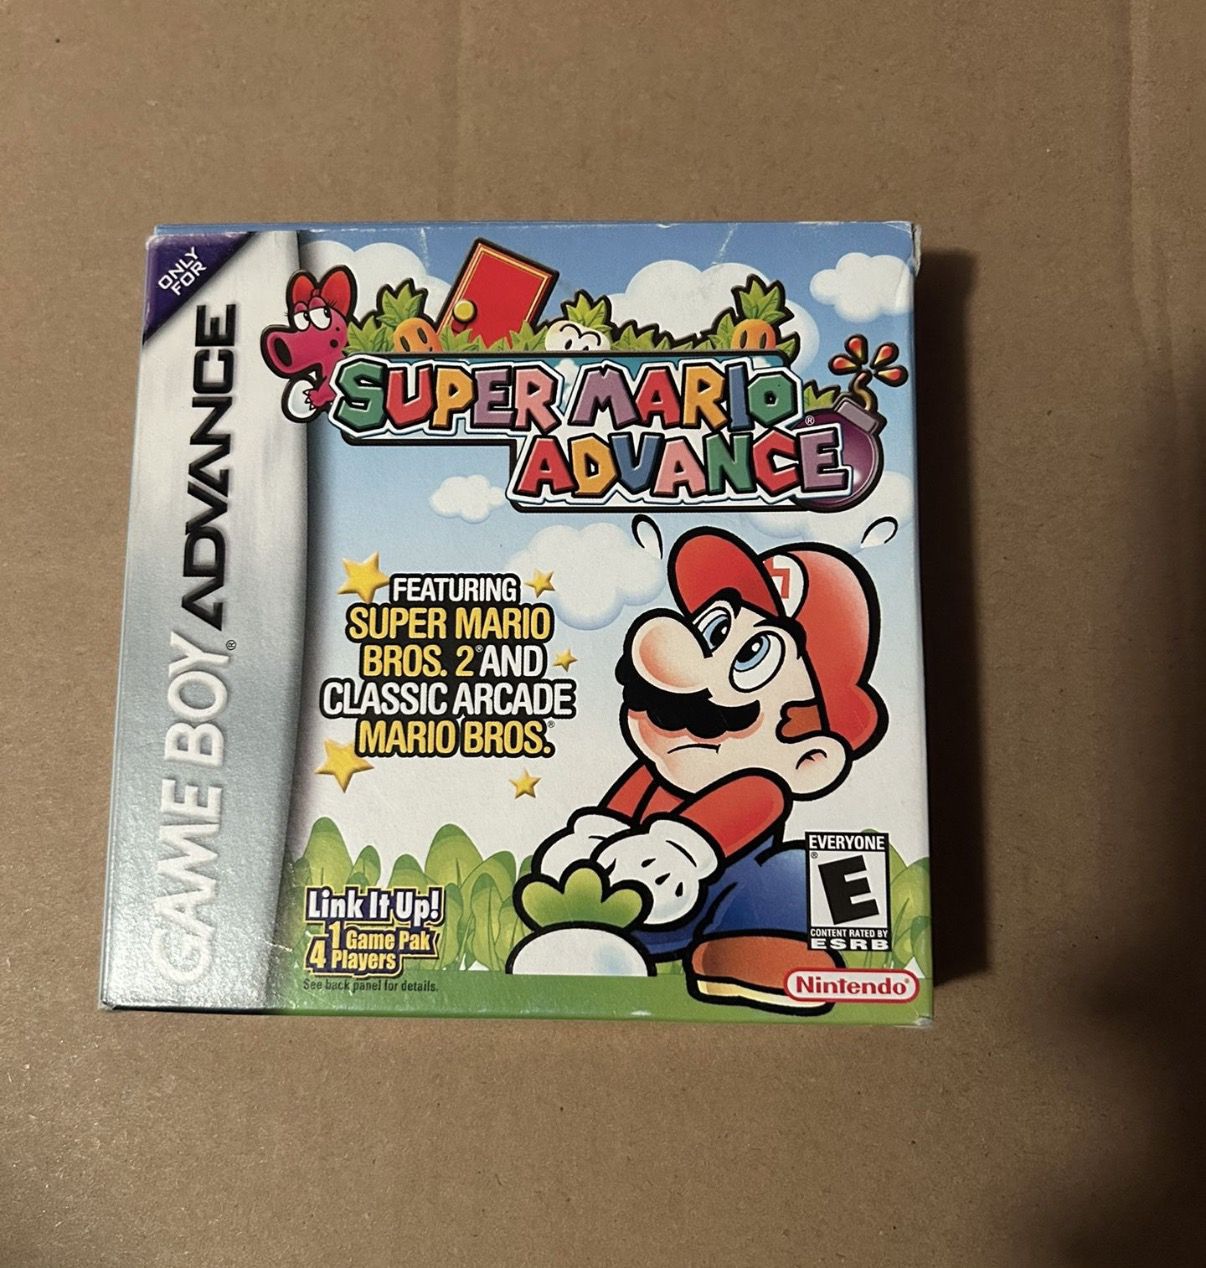 ONLY
FOR
GAME BOY ADVANCE
®
SUPER MARIO
ADVANCE
®
FEATURING
SUPER MARIO
BROS. 2® AND
CLASSIC ARCADE
MARIO BROS.®
Link It Up!
1 Game Pak
4 Players
See back panel for details.
EVERYONE
E
®
CONTENT RATED BY
ESRB
Nintendo®